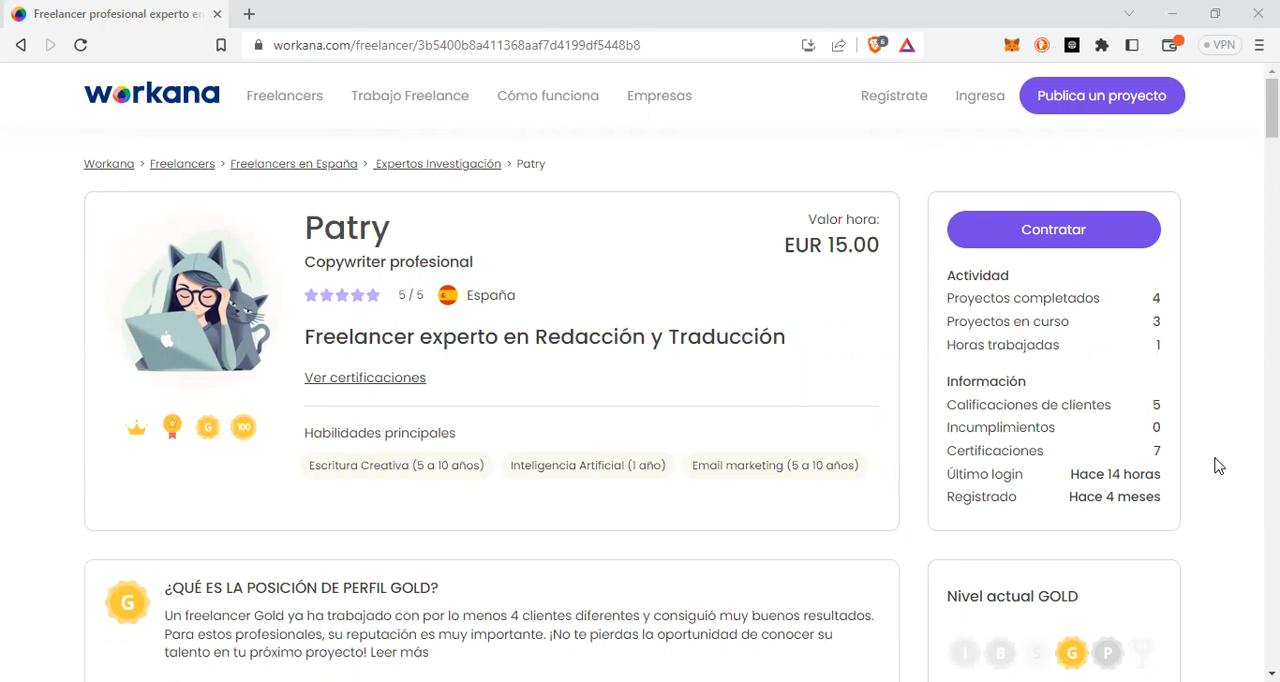 Freelancer profesional experto en
workana.com/freelancer/3b5400b8a411368aaf7d4199df5448b8
6
VPN
workana
Freelancers
Trabajo Freelance
Cómo funciona
Empresas
Regístrate
Ingresa
Publica un proyecto
Workana > Freelancers > Freelancers en España > Expertos Investigación > Patry
Patry
Copywriter profesional
5 / 5
España
Freelancer experto en Redacción y Traducción
Ver certificaciones
Valor hora:
EUR 15.00
G
100
Habilidades principales
Escritura Creativa (5 a 10 años)
Inteligencia Artificial (1 año)
Email marketing (5 a 10 años)
Contratar
Actividad
Proyectos completados 4
Proyectos en curso 3
Horas trabajadas 1
Información
Calificaciones de clientes 5
Incumplimientos 0
Certificaciones 7
Último login Hace 14 horas
Registrado Hace 4 meses
G
¿QUÉ ES LA POSICIÓN DE PERFIL GOLD?
Un freelancer Gold ya ha trabajado con por lo menos 4 clientes diferentes y consiguió muy buenos resultados.
Para estos profesionales, su reputación es muy importante. ¡No te pierdas la oportunidad de conocer su
talento en tu próximo proyecto! Leer más
Nivel actual GOLD
I B S G P